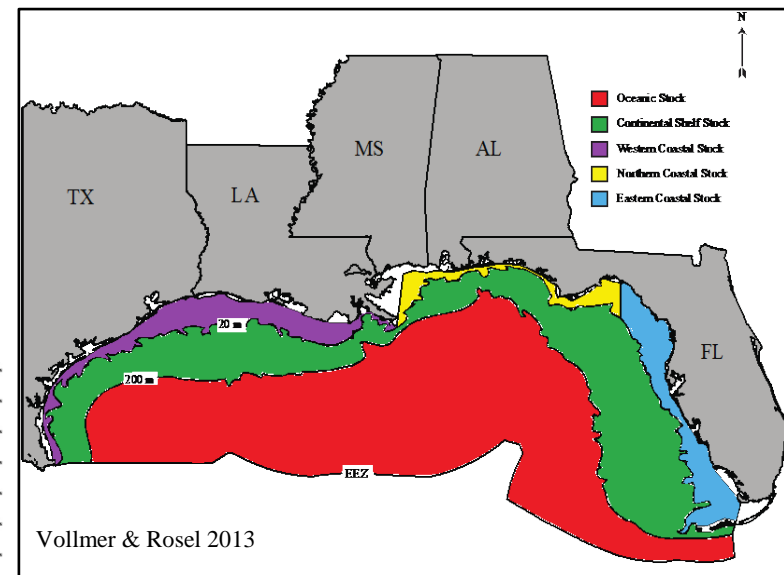 N
Oceanic Stock
Continental Shelf Stock
Western Coastal Stock
Northern Coastal Stock
Eastern Coastal Stock
MS
AL
TX
LA
20 m
FL
200 m
EEZ
Vollmer & Rosel 2013